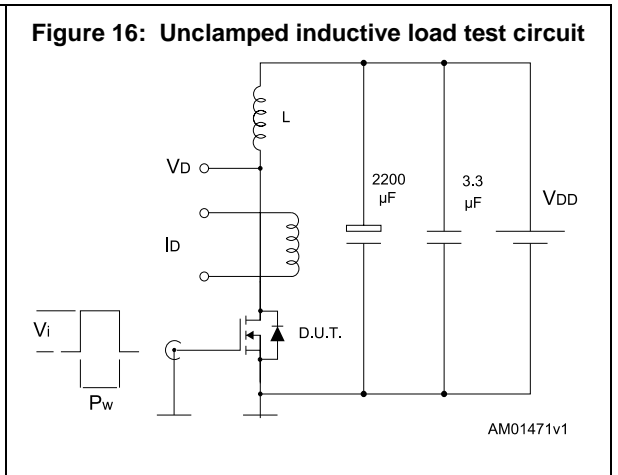 Figure 16: Unclamped inductive load test circuit
L
VD
2200
µF
3.3
µF
VDD
ID
Vi
D.U.T.
Pw
AM01471v1